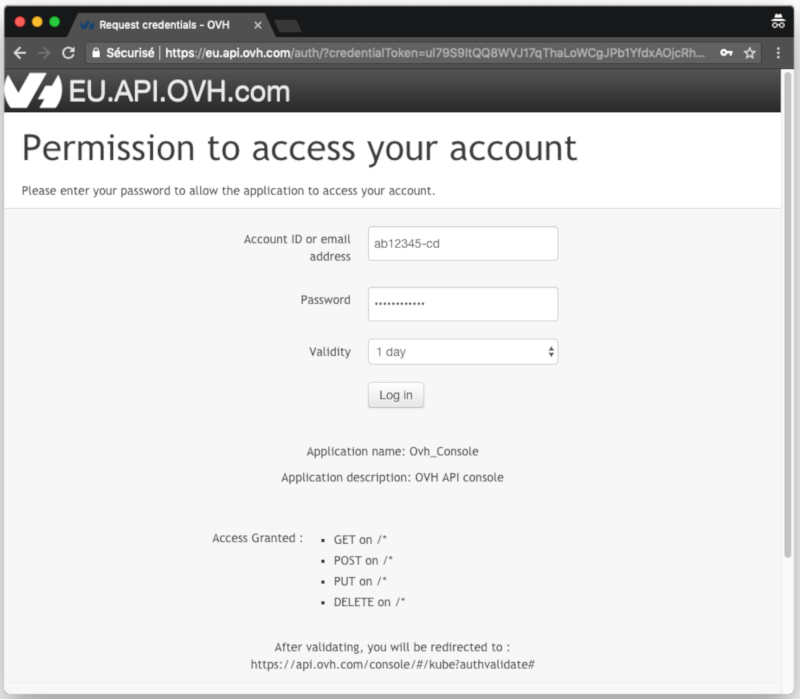 Request credentials - OVH
Sécurisé | https://eu.api.ovh.com/auth/?credentialToken=ul79S9ltQQ8WVJ17qThaLoWCgJPb1YfdxAOjcRh...
EU.API.OVH.com
Permission to access your account
Please enter your password to allow the application to access your account.
Account ID or email
address
ab12345-cd
Password
••••••••••••
Validity
1 day
Log in
Application name: Ovh_Console
Application description: OVH API console
Access Granted :
▪ GET on /*
▪ POST on /*
▪ PUT on /*
▪ DELETE on /*
After validating, you will be redirected to :
https://api.ovh.com/console/#/kube?authvalidate#